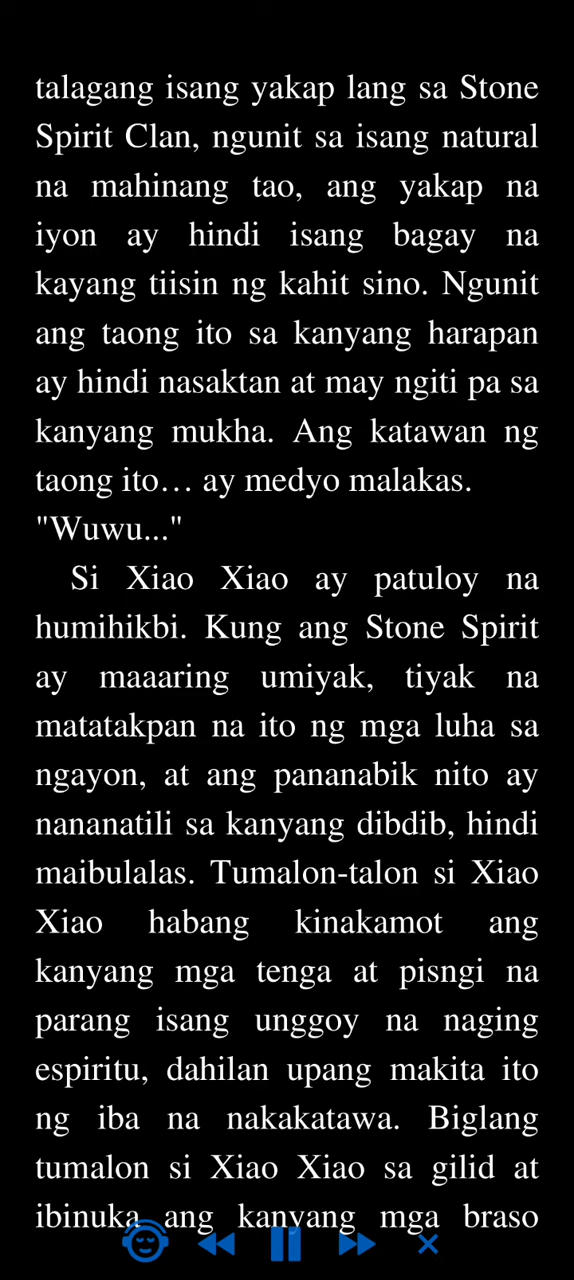 talagang isang yakap lang sa Stone
Spirit Clan, ngunit sa isang natural
na mahinang tao, ang yakap na
iyon ay hindi isang bagay na
kayang tiisin ng kahit sino. Ngunit
ang taong ito sa kanyang harapan
ay hindi nasaktan at may ngiti pa sa
kanyang mukha. Ang katawan ng
taong ito… ay medyo malakas.
"Wuwu..."
Si Xiao Xiao ay patuloy na
humihikbi. Kung ang Stone Spirit
ay maaaring umiyak, tiyak na
matatakpan na ito ng mga luha sa
ngayon, at ang pananabik nito ay
nananatili sa kanyang dibdib, hindi
maibulalas. Tumalon-talon si Xiao
Xiao habang kinakamot ang
kanyang mga tenga at pisngi na
parang isang unggoy na naging
espiritu, dahilan upang makita ito
ng iba na nakakatawa. Biglang
tumalon si Xiao Xiao sa gilid at
ibinuka ang kanyang mga braso